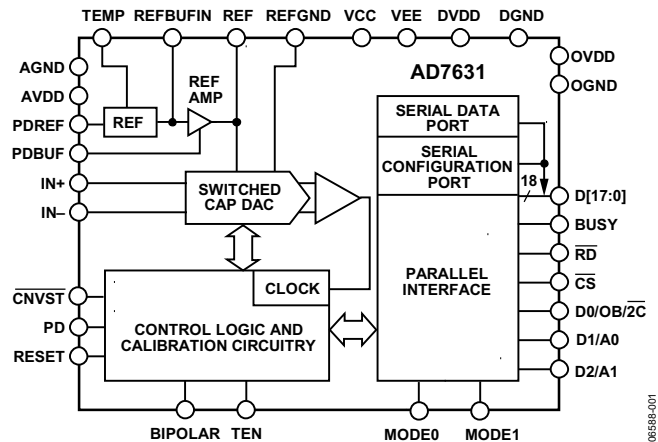 TEMP REFBUFIN REF REFGND VCC VEE DVDD DGND
OVDD
OGND
AGND
AVDD
PDREF
PDBUF
IN+
IN–
CNVST
PD
RESET
REF
REF
AMP
SWITCHED
CAP DAC
CLOCK
CONTROL LOGIC AND
CALIBRATION CIRCUITRY
AD7631
SERIAL DATA
PORT
SERIAL
CONFIGURATION
PORT
18
PARALLEL
INTERFACE
D[17:0]
BUSY
RD
CS
D0/OB/2C
D1/A0
D2/A1
BIPOLAR TEN MODE0 MODE1
06588-001